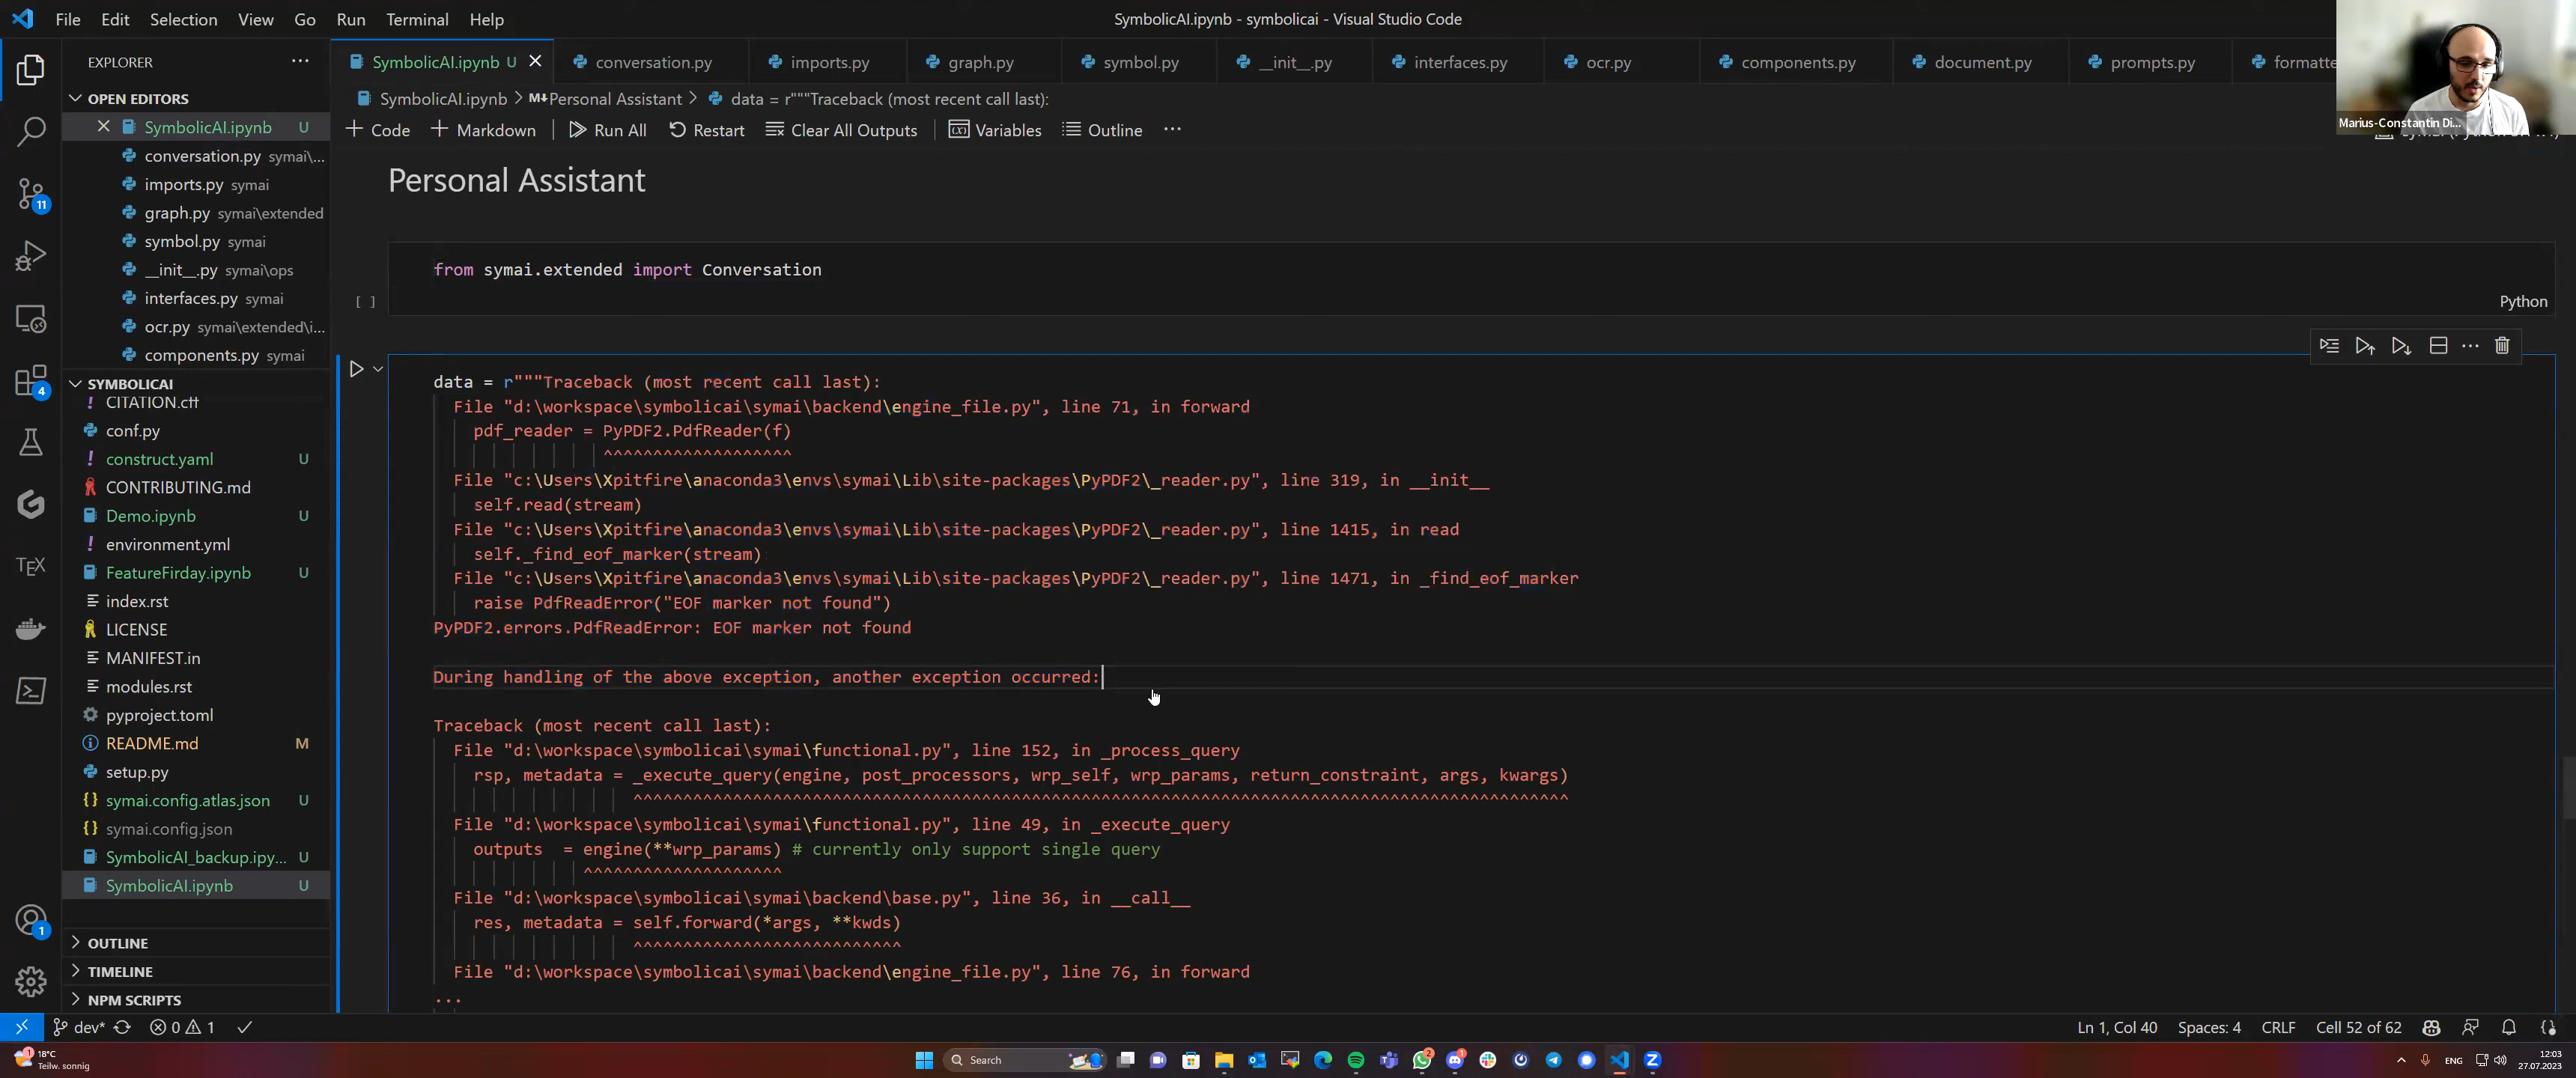 File Edit Selection View Go Run Terminal Help
SymbolicAI.ipynb - symbolicai - Visual Studio Code
EXPLORER
SymbolicAI.ipynb U
conversation.py
imports.py
graph.py
symbol.py
__init__.py
interfaces.py
ocr.py
components.py
document.py
prompts.py
formatte
Marius-Constantin Di...
OPEN EDITORS
SymbolicAI.ipynb U
conversation.py symai\...
imports.py symai
graph.py symai\extended
symbol.py symai
__init__.py symai\ops
interfaces.py symai
ocr.py symai\extended\i...
components.py symai
SYMBOLICAI
CITATION.cff
conf.py
construct.yaml U
CONTRIBUTING.md
Demo.ipynb U
environment.yml
FeatureFirday.ipynb U
index.rst
LICENSE
MANIFEST.in
modules.rst
pyproject.toml
README.md M
setup.py
symai.config.atlas.json U
symai.config.json
SymbolicAI_backup.ipy... U
SymbolicAI.ipynb U
OUTLINE
TIMELINE
NPM SCRIPTS
11
4
TEX
1
SymbolicAI.ipynb > M↓Personal Assistant > data = r"""Traceback (most recent call last):
+ Code + Markdown | Run All Restart Clear All Outputs | Variables Outline ...
Personal Assistant
from symai.extended import Conversation
[ ]
Python
data = r"""Traceback (most recent call last):
File "d:\workspace\symbolicai\symai\backend\engine_file.py", line 71, in forward
pdf_reader = PyPDF2.PdfReader(f)
^^^^^^^^^^^^^^^^^^^
File "c:\Users\Xpitfire\anaconda3\envs\symai\Lib\site-packages\PyPDF2\_reader.py", line 319, in __init__
self.read(stream)
File "c:\Users\Xpitfire\anaconda3\envs\symai\Lib\site-packages\PyPDF2\_reader.py", line 1415, in read
self._find_eof_marker(stream)
File "c:\Users\Xpitfire\anaconda3\envs\symai\Lib\site-packages\PyPDF2\_reader.py", line 1471, in _find_eof_marker
raise PdfReadError("EOF marker not found")
PyPDF2.errors.PdfReadError: EOF marker not found
During handling of the above exception, another exception occurred:
Traceback (most recent call last):
File "d:\workspace\symbolicai\symai\functional.py", line 152, in _process_query
rsp, metadata = _execute_query(engine, post_processors, wrp_self, wrp_params, return_constraint, args, kwargs)
^^^^^^^^^^^^^^^^^^^^^^^^^^^^^^^^^^^^^^^^^^^^^^^^^^^^^^^^^^^^^^^^^^^^^^^^^^^^^^^^^^^^^^^^^^^^^^
File "d:\workspace\symbolicai\symai\functional.py", line 49, in _execute_query
outputs = engine(**wrp_params) # currently only support single query
^^^^^^^^^^^^^^^^^^^^
File "d:\workspace\symbolicai\symai\backend\base.py", line 36, in __call__
res, metadata = self.forward(*args, **kwds)
^^^^^^^^^^^^^^^^^^^^^^^^^^^
File "d:\workspace\symbolicai\symai\backend\engine_file.py", line 76, in forward
...
dev* 0 1
Ln 1, Col 40 Spaces: 4 CRLF Cell 52 of 62
1 18°C
Teilw. sonnig
Search
2
1
ENG
12:03
27.07.2023